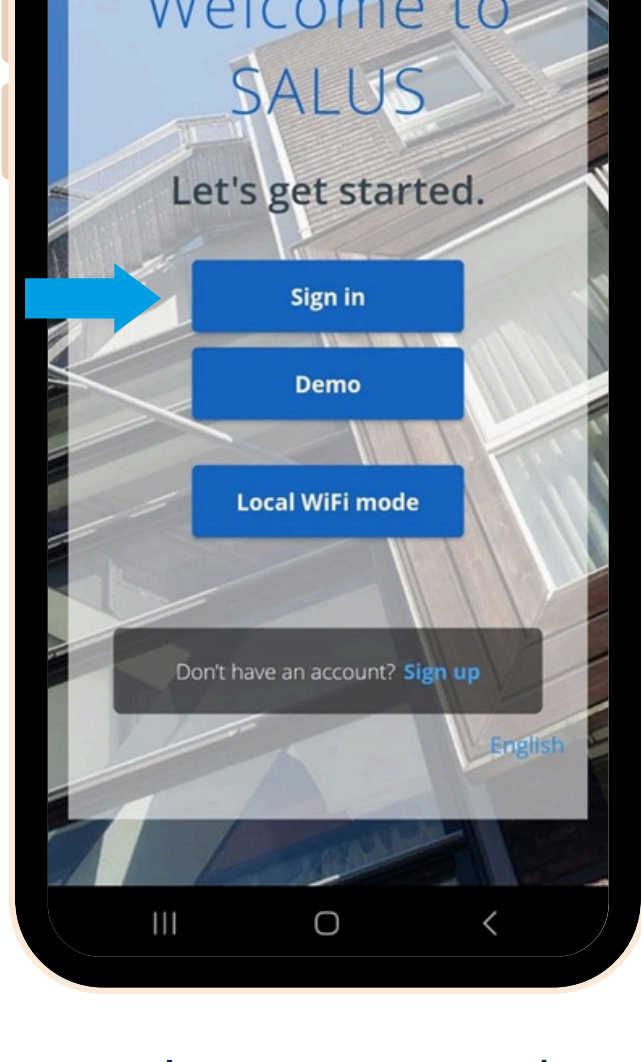 Welcome to
SALUS
Let's get started.
Sign in
Demo
Local WiFi mode
Don't have an account? Sign up
English